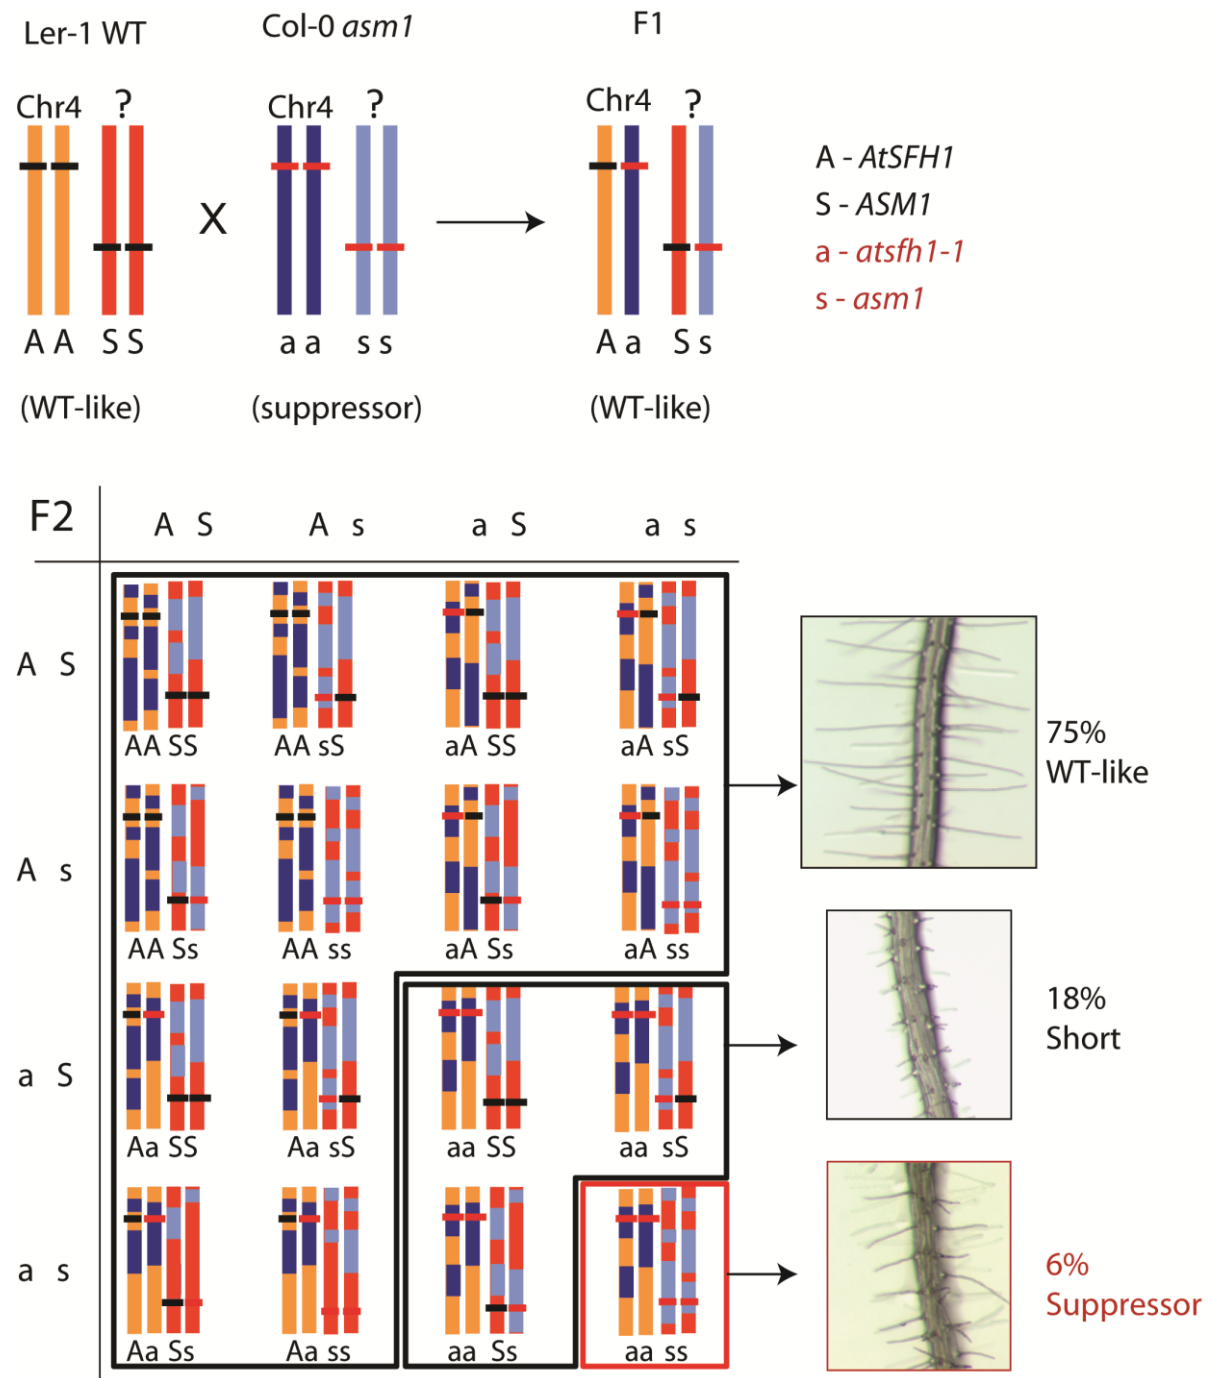 Ler-1 WT
Col-0 asm1
F1
Chr4 ?
Chr4 ?
Chr4 ?
X
A A S S
a a s s
A a S s
(WT-like)
(suppressor)
(WT-like)
A - AtSFH1
S - ASM1
a - atsfh1-1
s - asm1
F2
A S
A s
a S
a s
A S
AA SS
AA sS
aA SS
aA sS
75%
WT-like
A s
AA Ss
AA ss
aA Ss
aA ss
a S
Aa SS
Aa sS
aa SS
aa sS
18%
Short
a s
Aa Ss
Aa ss
aa Ss
aa ss
6%
Suppressor